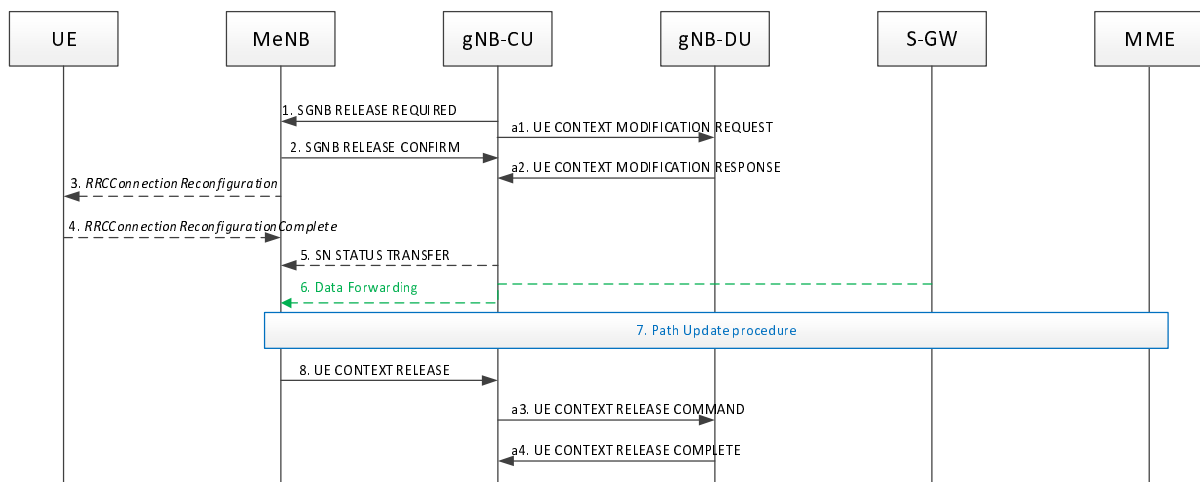 UE
MeNB
gNB-CU
gNB-DU
S-GW
MME
1. SGNB RELEASE REQUIRED
a1. UE CONTEXT MODIFICATION REQUEST
2. SGNB RELEASE CONFIRM
a2. UE CONTEXT MODIFICATION RESPONSE
3. RRCConnectionReconfiguration
4. RRCConnectionReconfigurationComplete
5. SN STATUS TRANSFER
6. Data Forwarding
7. Path Update procedure
8. UE CONTEXT RELEASE
a3. UE CONTEXT RELEASE COMMAND
a4. UE CONTEXT RELEASE COMPLETE